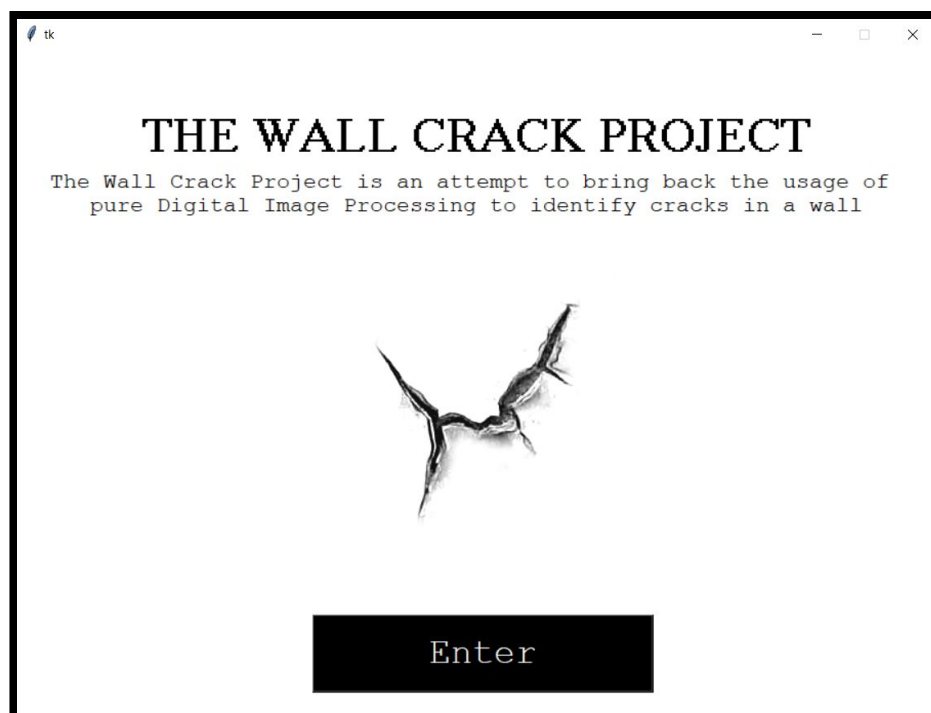 tk
THE WALL CRACK PROJECT
The Wall Crack Project is an attempt to bring back the usage of
pure Digital Image Processing to identify cracks in a wall
Enter